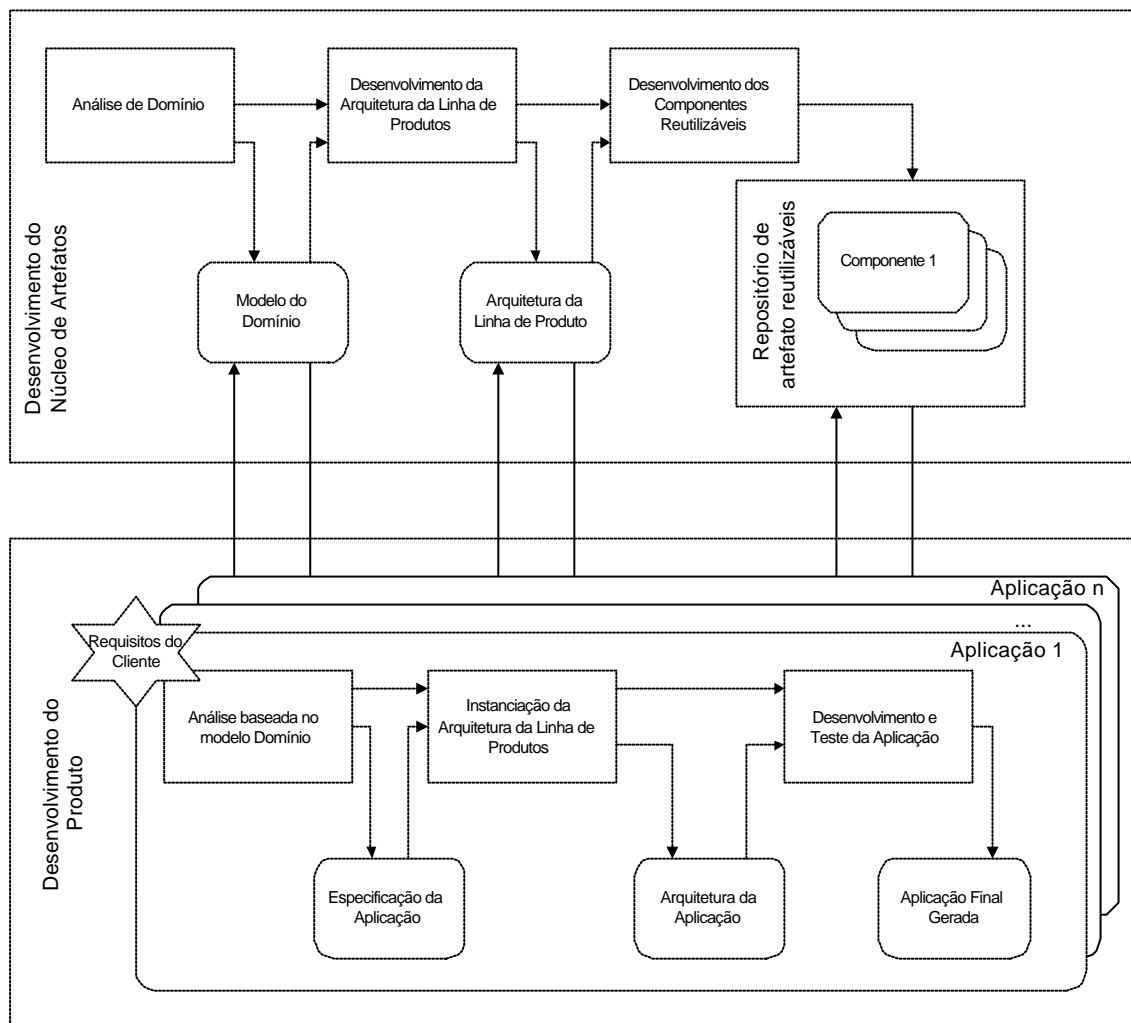 Análise de Domínio
Desenvolvimento da
Arquitetura da Linha de
Produtos
Desenvolvimento dos
Componentes
Reutilizáveis
Desenvolvimento do
Núcleo de Artefatos
Modelo do
Domínio
Arquitetura da
Linha de Produto
Repositório de
artefato reutilizáveis
Componente 1
Desenvolvimento do
Produto
Aplicação n
...
Aplicação 1
Requisitos do
Cliente
Análise baseada no
modelo Domínio
Instanciação da
Arquitetura da Linha de
Produtos
Desenvolvimento e
Teste da Aplicação
Especificação da
Aplicação
Arquitetura da
Aplicação
Aplicação Final
Gerada